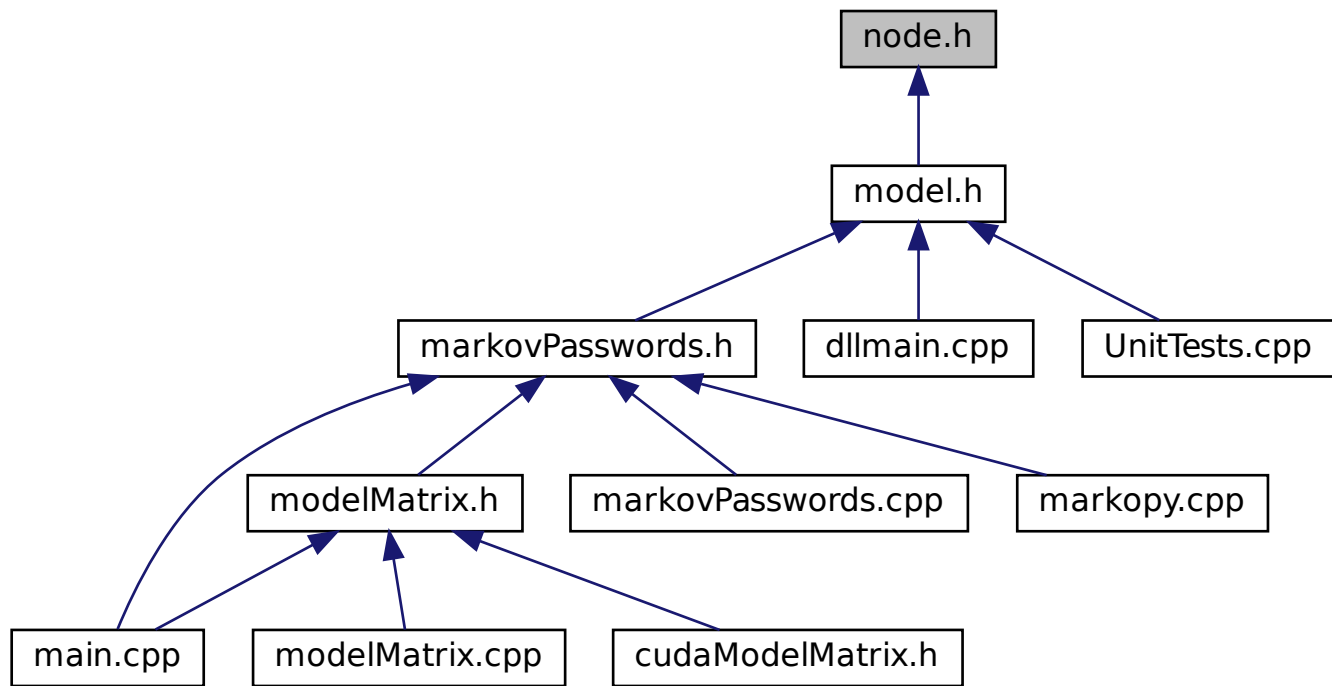 node.h
model.h
markovPasswords.h
dllmain.cpp
UnitTests.cpp
modelMatrix.h
markovPasswords.cpp
markopy.cpp
main.cpp
modelMatrix.cpp
cudaModelMatrix.h